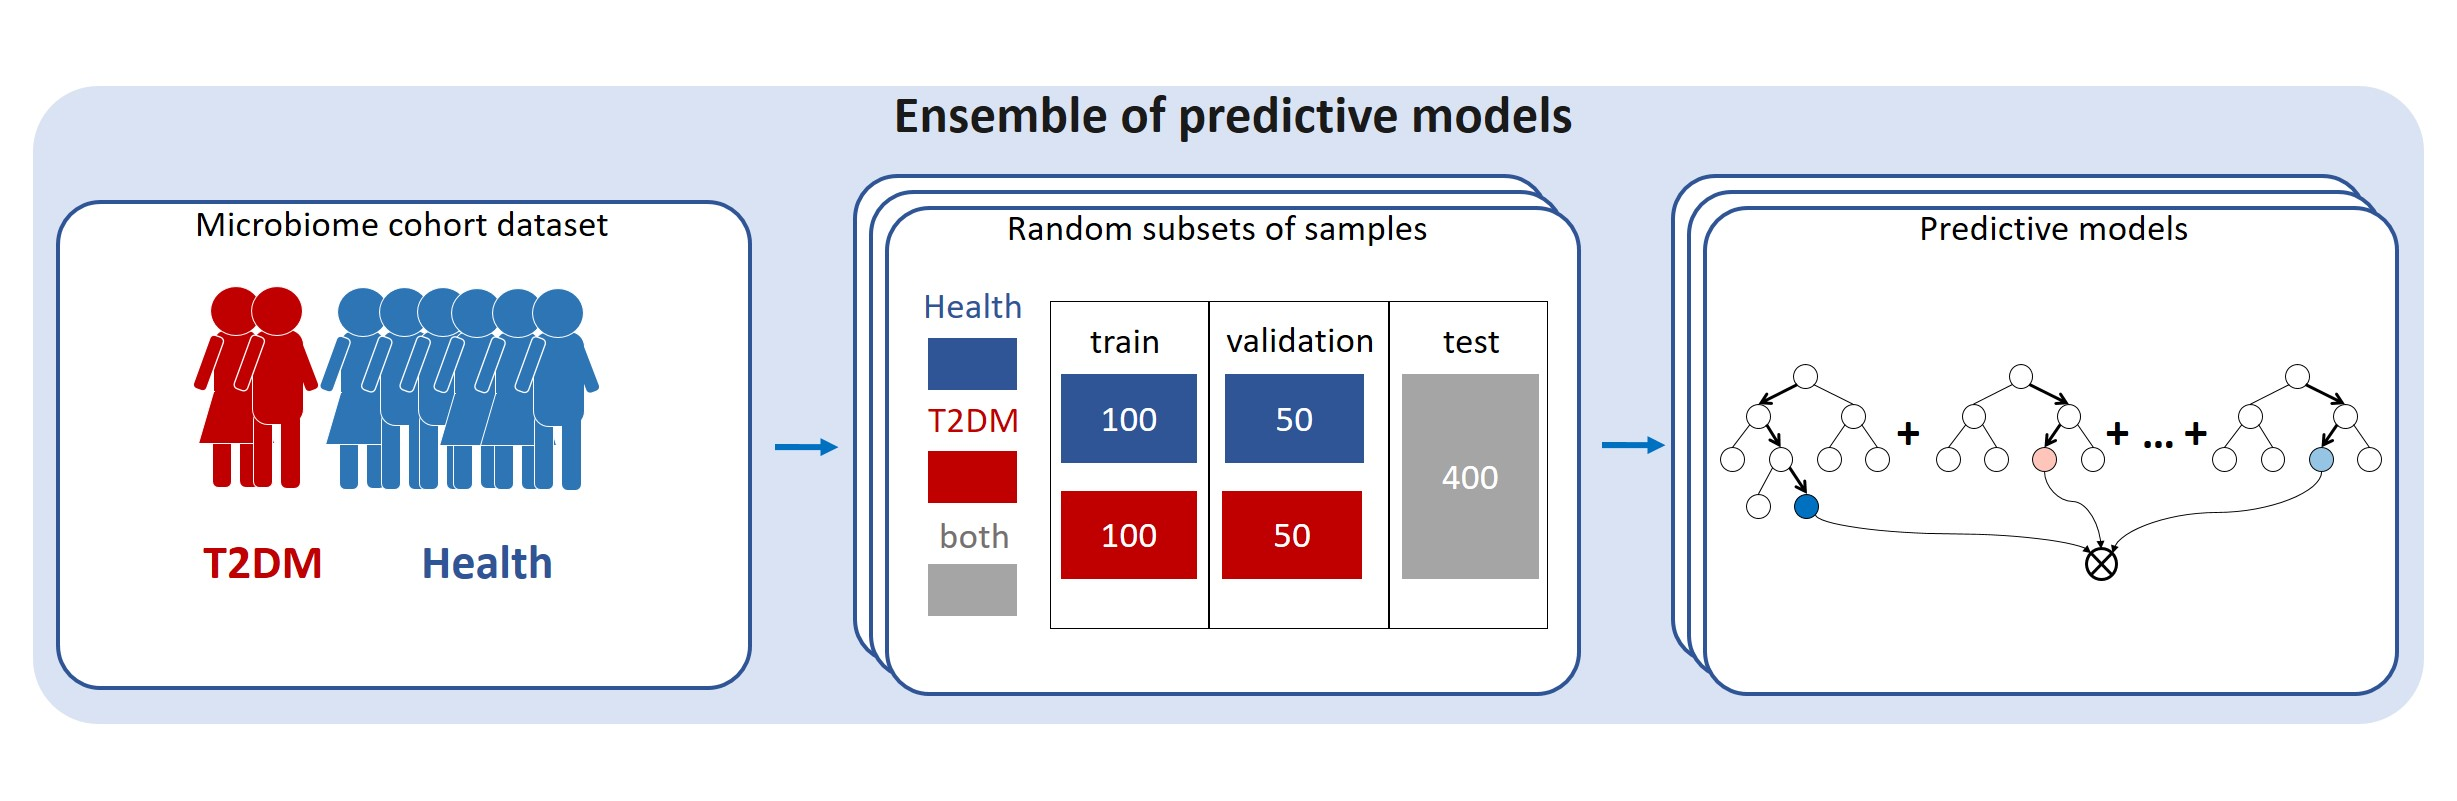 Ensemble of predictive models
Microbiome cohort dataset
T2DM Health
Random subsets of samples
Health
T2DM
both
train validation test
100 50
400
100 50
Predictive models
+ + ... +